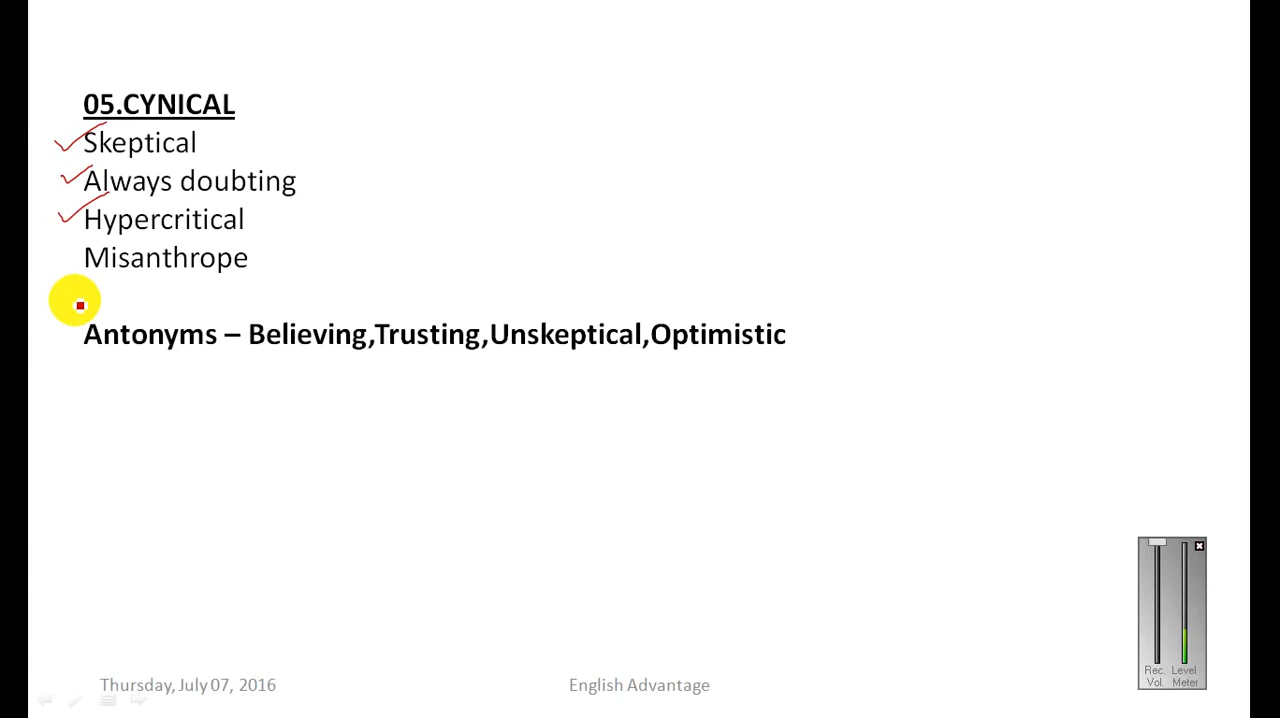 05.CYNICAL
Skeptical
Always doubting
Hypercritical
Misanthrope
Antonyms – Believing,Trusting,Unskeptical,Optimistic
Rec. Level
Vol. Meter
Thursday, July 07, 2016
English Advantage